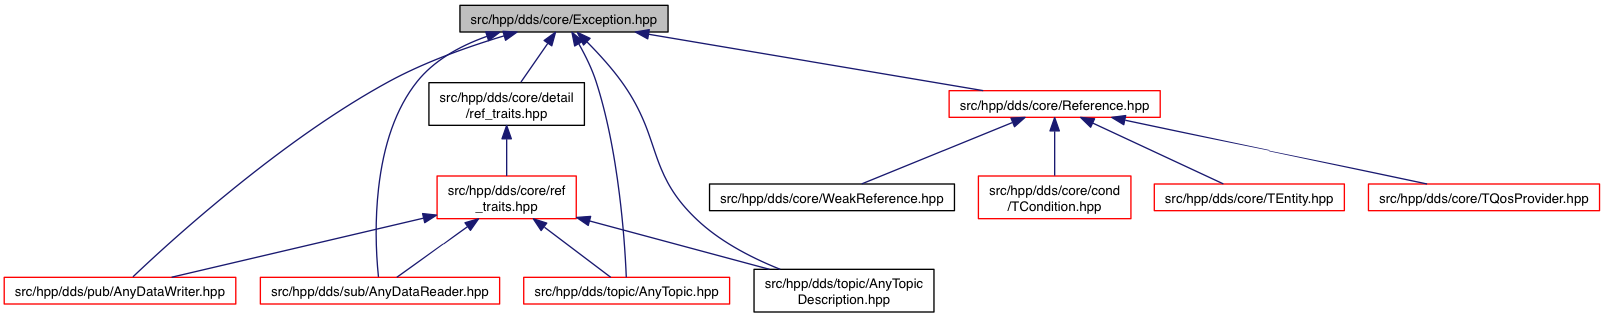 src/hpp/dds/core/Exception.hpp
src/hpp/dds/core/detail
/ref_traits.hpp
src/hpp/dds/core/Reference.hpp
src/hpp/dds/core/ref
_traits.hpp
src/hpp/dds/core/WeakReference.hpp
src/hpp/dds/core/cond
/TCondition.hpp
src/hpp/dds/core/TEntity.hpp
src/hpp/dds/core/TQosProvider.hpp
src/hpp/dds/pub/AnyDataWriter.hpp
src/hpp/dds/sub/AnyDataReader.hpp
src/hpp/dds/topic/AnyTopic.hpp
src/hpp/dds/topic/AnyTopic
Description.hpp